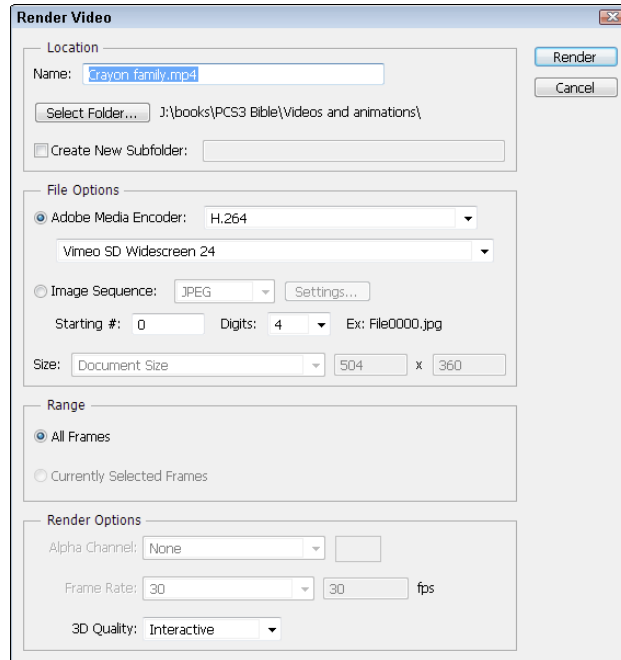 Render Video
Location
Name: Crayon family.mp4
Select Folder... J:\books\PCS3 Bible\Videos and animations\
Create New Subfolder:
Render
Cancel
File Options
Adobe Media Encoder: H.264
Vimeo SD Widescreen 24
Image Sequence: JPEG Settings...
Starting #: 0 Digits: 4 Ex: File0000.jpg
Size: Document Size 504 x 360
Range
All Frames
Currently Selected Frames
Render Options
Alpha Channel: None
Frame Rate: 30 30 fps
3D Quality: Interactive